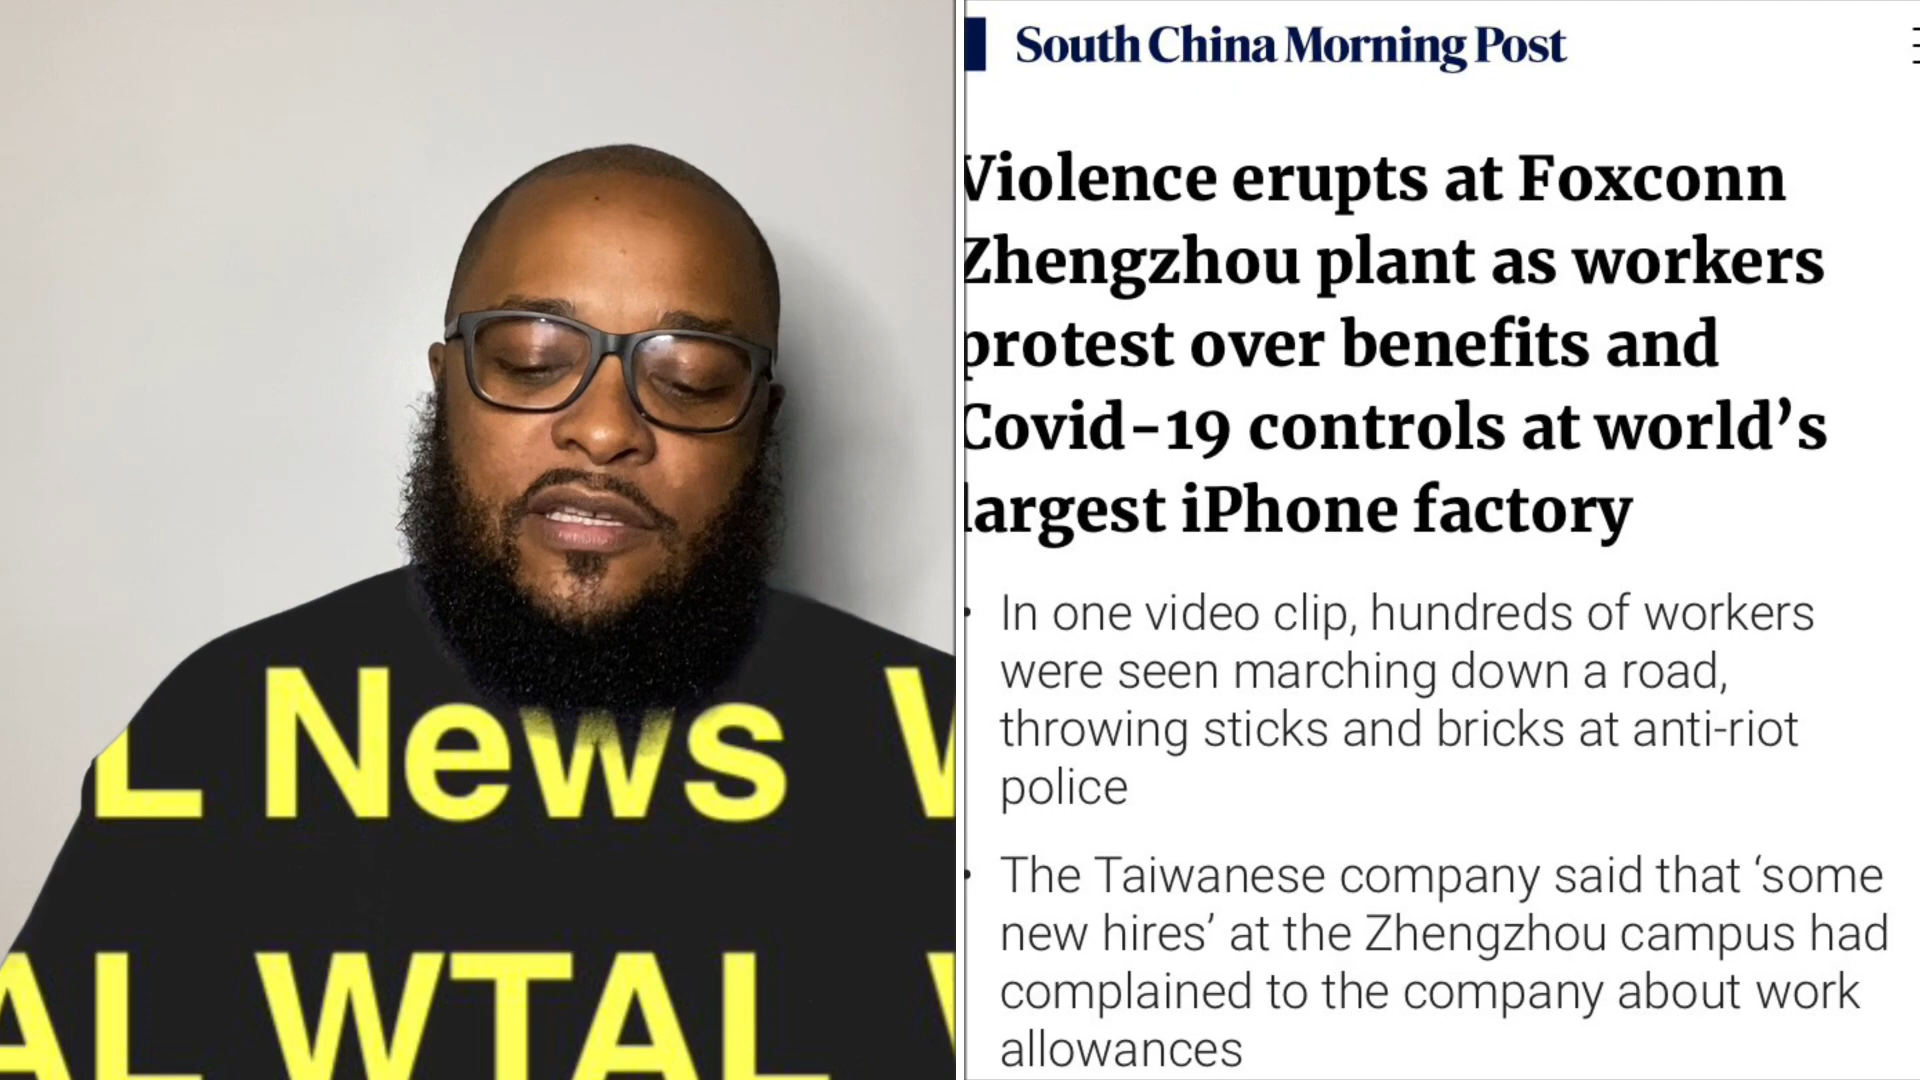 L News
AL WTAL
South China Morning Post
Violence erupts at Foxconn
Zhengzhou plant as workers
protest over benefits and
Covid-19 controls at world’s
largest iPhone factory
• In one video clip, hundreds of workers
were seen marching down a road,
throwing sticks and bricks at anti-riot
police
• The Taiwanese company said that ‘some
new hires’ at the Zhengzhou campus had
complained to the company about work
allowances